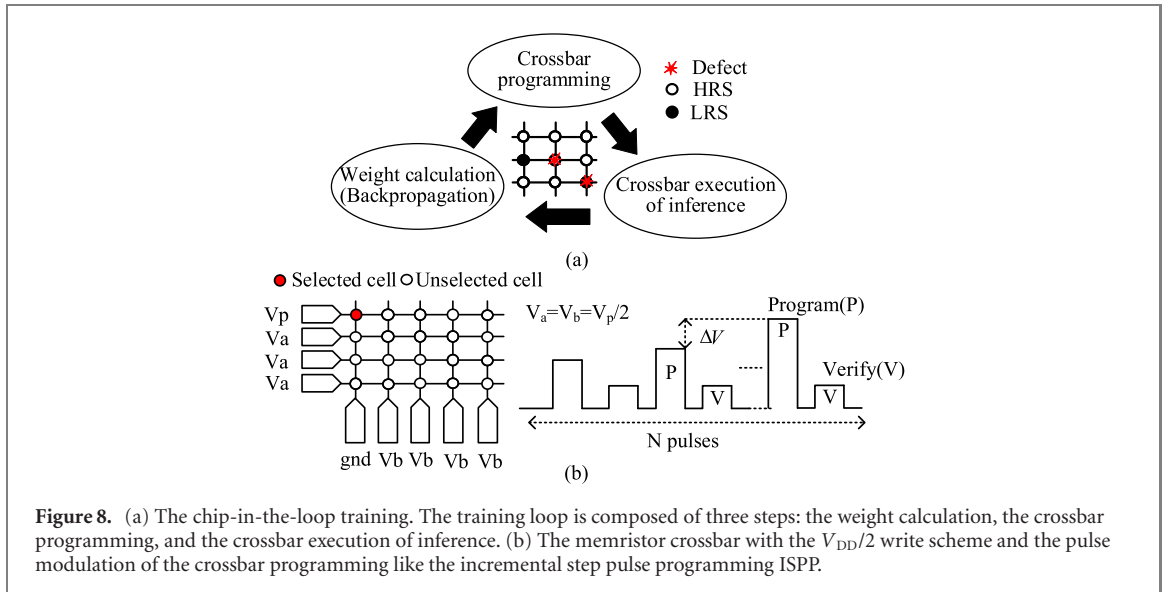 Crossbar
programming
Defect
HRS
LRS
Weight calculation
(Backpropagation)
Crossbar execution
of inference
(a)
Selected cell Unselected cell
Vp
Va
Va
Va
gnd Vb Vb Vb Vb
Va=Vb=Vp/2
Program(P)
P
ΔV
P
Verify(V)
V
V
N pulses
(b)
Figure 8. (a) The chip-in-the-loop training. The training loop is composed of three steps: the weight calculation, the crossbar
programming, and the crossbar execution of inference. (b) The memristor crossbar with the VDD/2 write scheme and the pulse
modulation of the crossbar programming like the incremental step pulse programming ISPP.